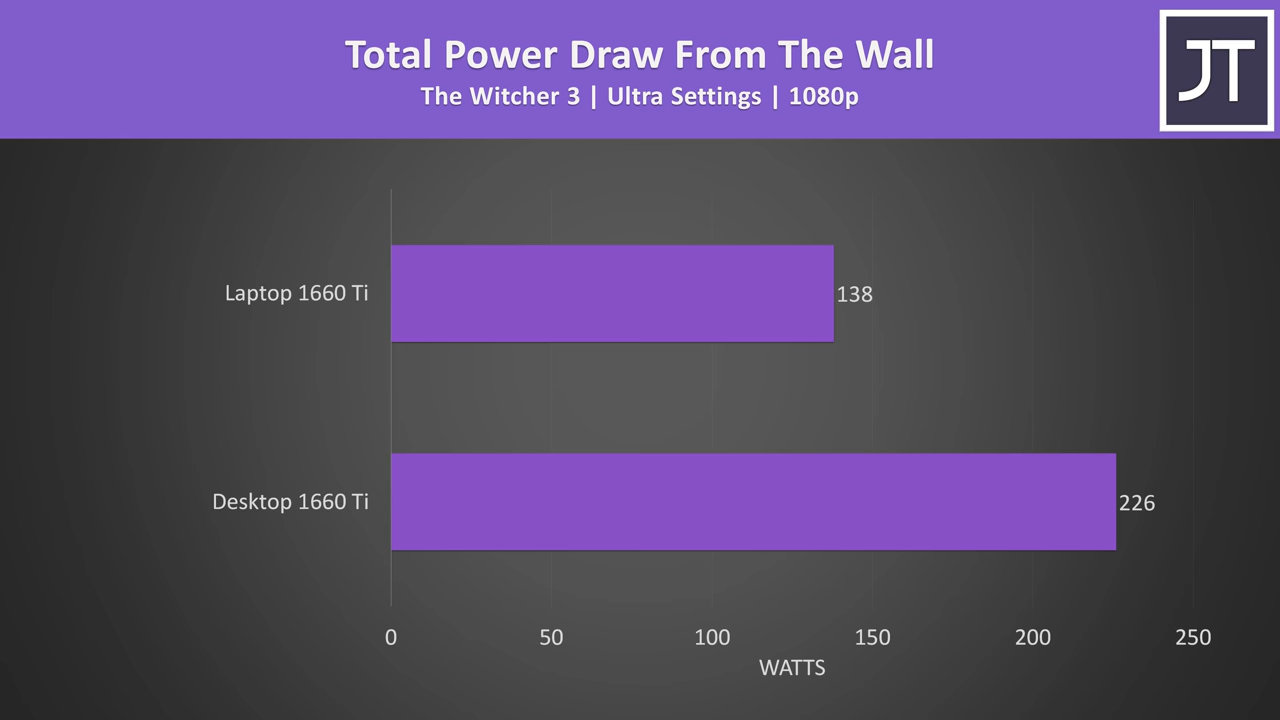 Total Power Draw From The Wall
The Witcher 3 | Ultra Settings | 1080p
JT
Laptop 1660 Ti
138
Desktop 1660 Ti
226
0 50 100 150 200 250
WATTS